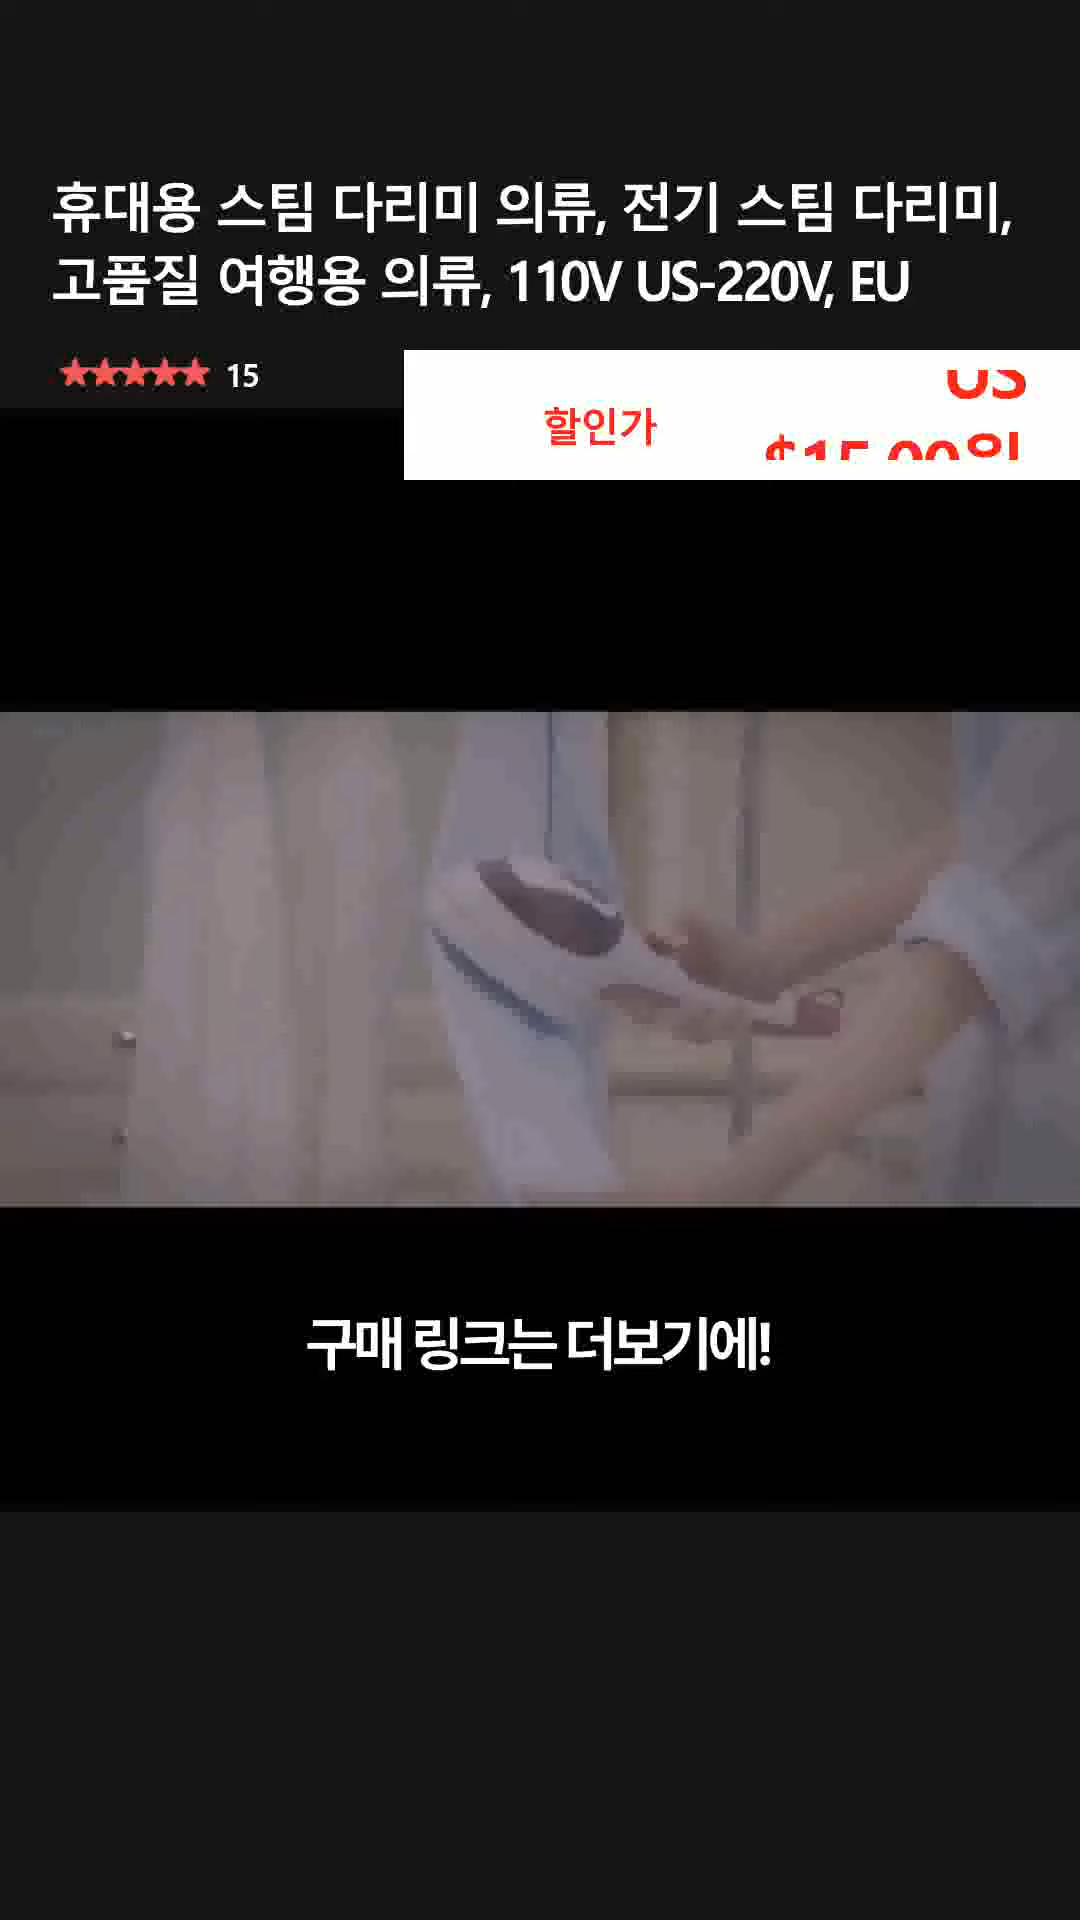 휴대용 스팀 다리미 의류, 전기 스팀 다리미,
고품질 여행용 의류, 110V US-220V, EU
★★★★★ 15
할인가
US
구매 링크는 더보기에!